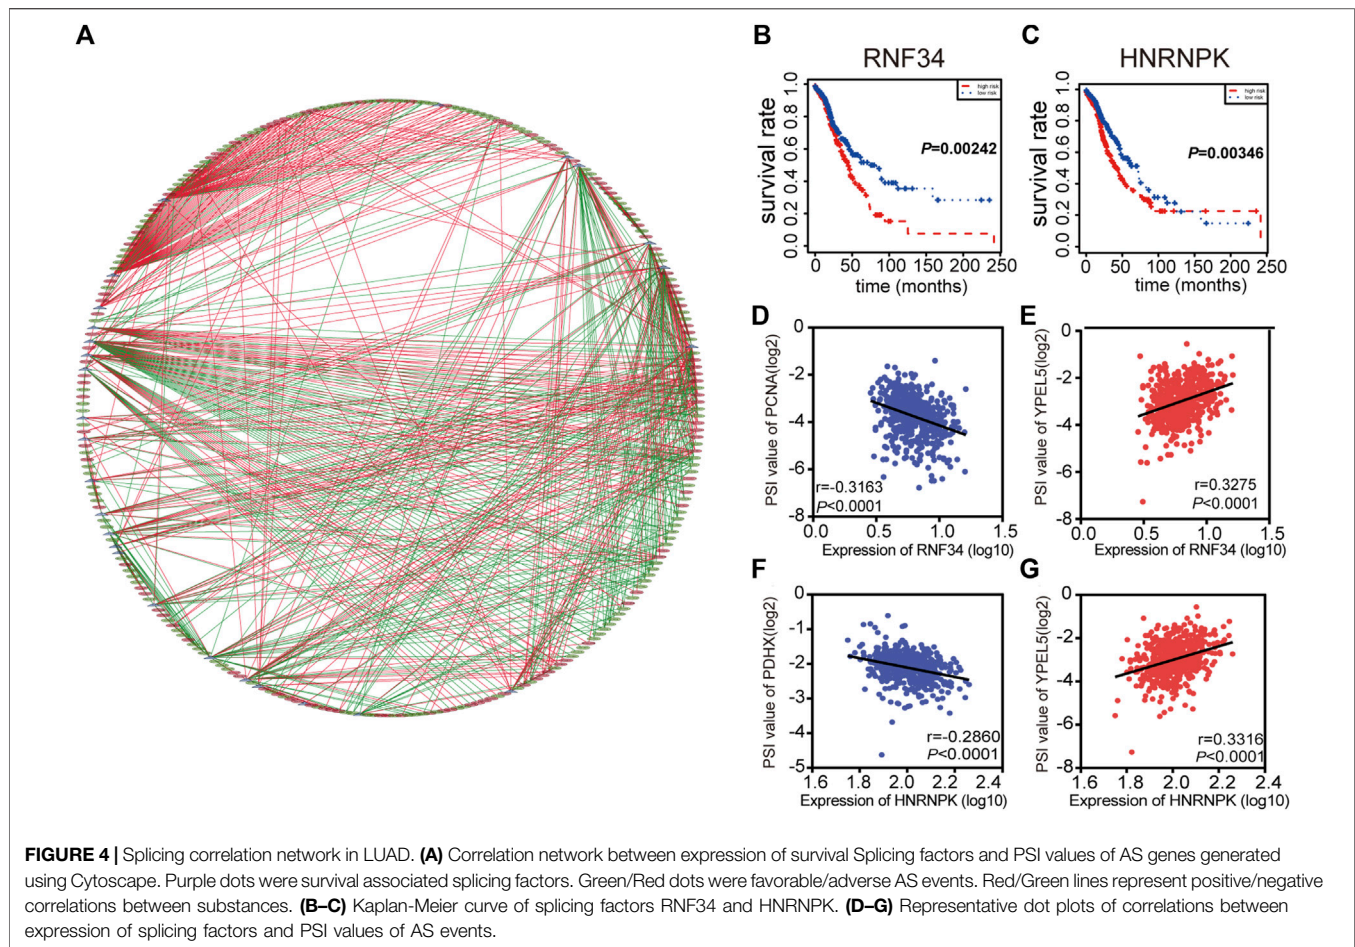 A
B
RNF34
survival rate
0.0 0.2 0.4 0.6 0.8 1.0
high risk
low risk
P=0.00242
0 50 100 150 200 250
time (months)
C
HNRNPK
survival rate
0.0 0.2 0.4 0.6 0.8 1.0
high risk
low risk
P=0.00346
0 50 100 150 200 250
time (months)
D
PSI value of PCNA(log2)
0
-2
-4
-6
-8
r=-0.3163
P<0.0001
0.0 0.5 1.0 1.5
Expression of RNF34 (log10)
E
PSI value of YPEL5(log2)
0
-2
-4
-6
-8
r=0.3275
P<0.0001
0.0 0.5 1.0 1.5
Expression of RNF34 (log10)
F
PSI value of PDHX(log2)
0
-1
-2
-3
-4
-5
r=-0.2860
P<0.0001
1.6 1.8 2.0 2.2 2.4
Expression of HNRNPK (log10)
G
PSI value of YPEL5(log2)
0
-2
-4
-6
-8
r=0.3316
P<0.0001
1.6 1.8 2.0 2.2 2.4
Expression of HNRNPK (log10)
FIGURE 4 | Splicing correlation network in LUAD. (A) Correlation network between expression of survival Splicing factors and PSI values of AS genes generated
using Cytoscape. Purple dots were survival associated splicing factors. Green/Red dots were favorable/adverse AS events. Red/Green lines represent positive/negative
correlations between substances. (B–C) Kaplan-Meier curve of splicing factors RNF34 and HNRNPK. (D–G) Representative dot plots of correlations between
expression of splicing factors and PSI values of AS events.